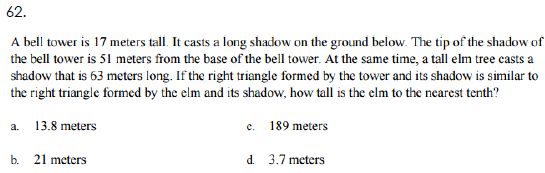 62.
A bell tower is 17 meters tall. It casts a long shadow on the ground below. The tip of the shadow of
the bell tower is 51 meters from the base of the bell tower. At the same time, a tall elm tree casts a
shadow that is 63 meters long. If the right triangle formed by the tower and its shadow is similar to
the right triangle formed by the elm and its shadow, how tall is the elm to the nearest tenth?
a. 13.8 meters c. 189 meters
b. 21 meters d. 3.7 meters